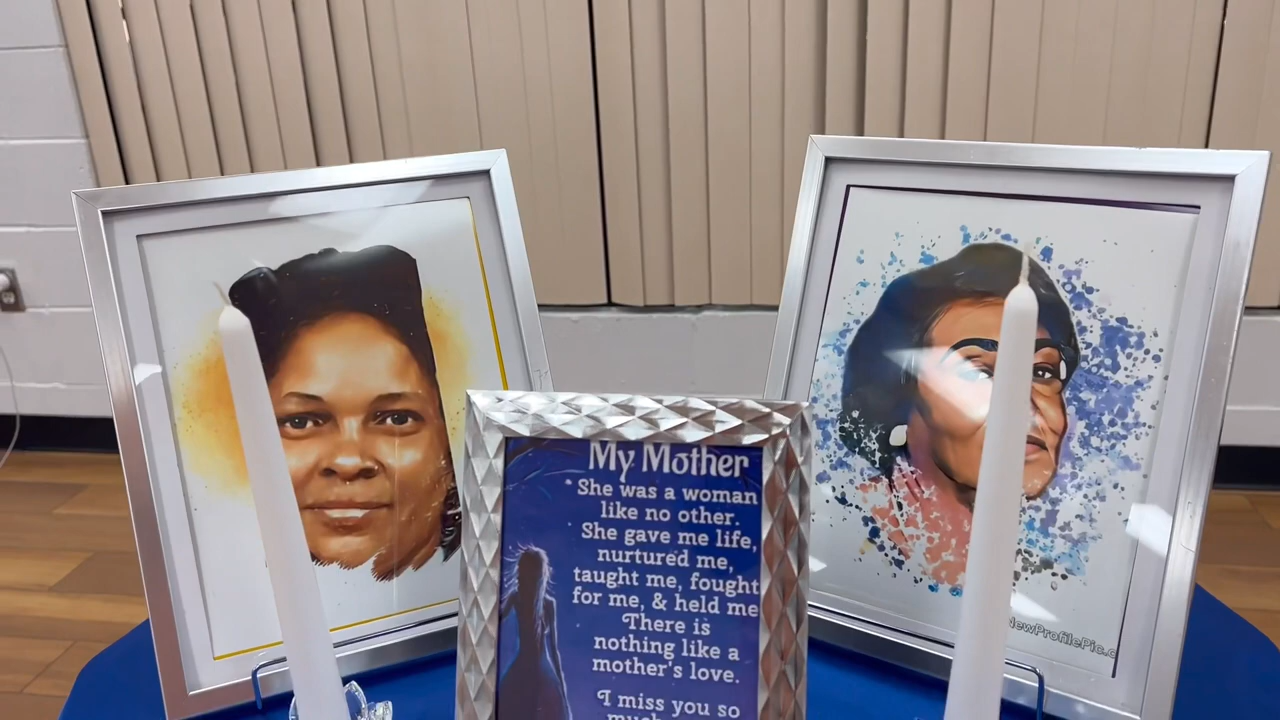 My Mother
She was a woman
like no other.
She gave me life,
nurtured me,
taught me, fought
for me, & held me
There is
nothing like a
mother's love.
I miss you so
NewProfilePic.c